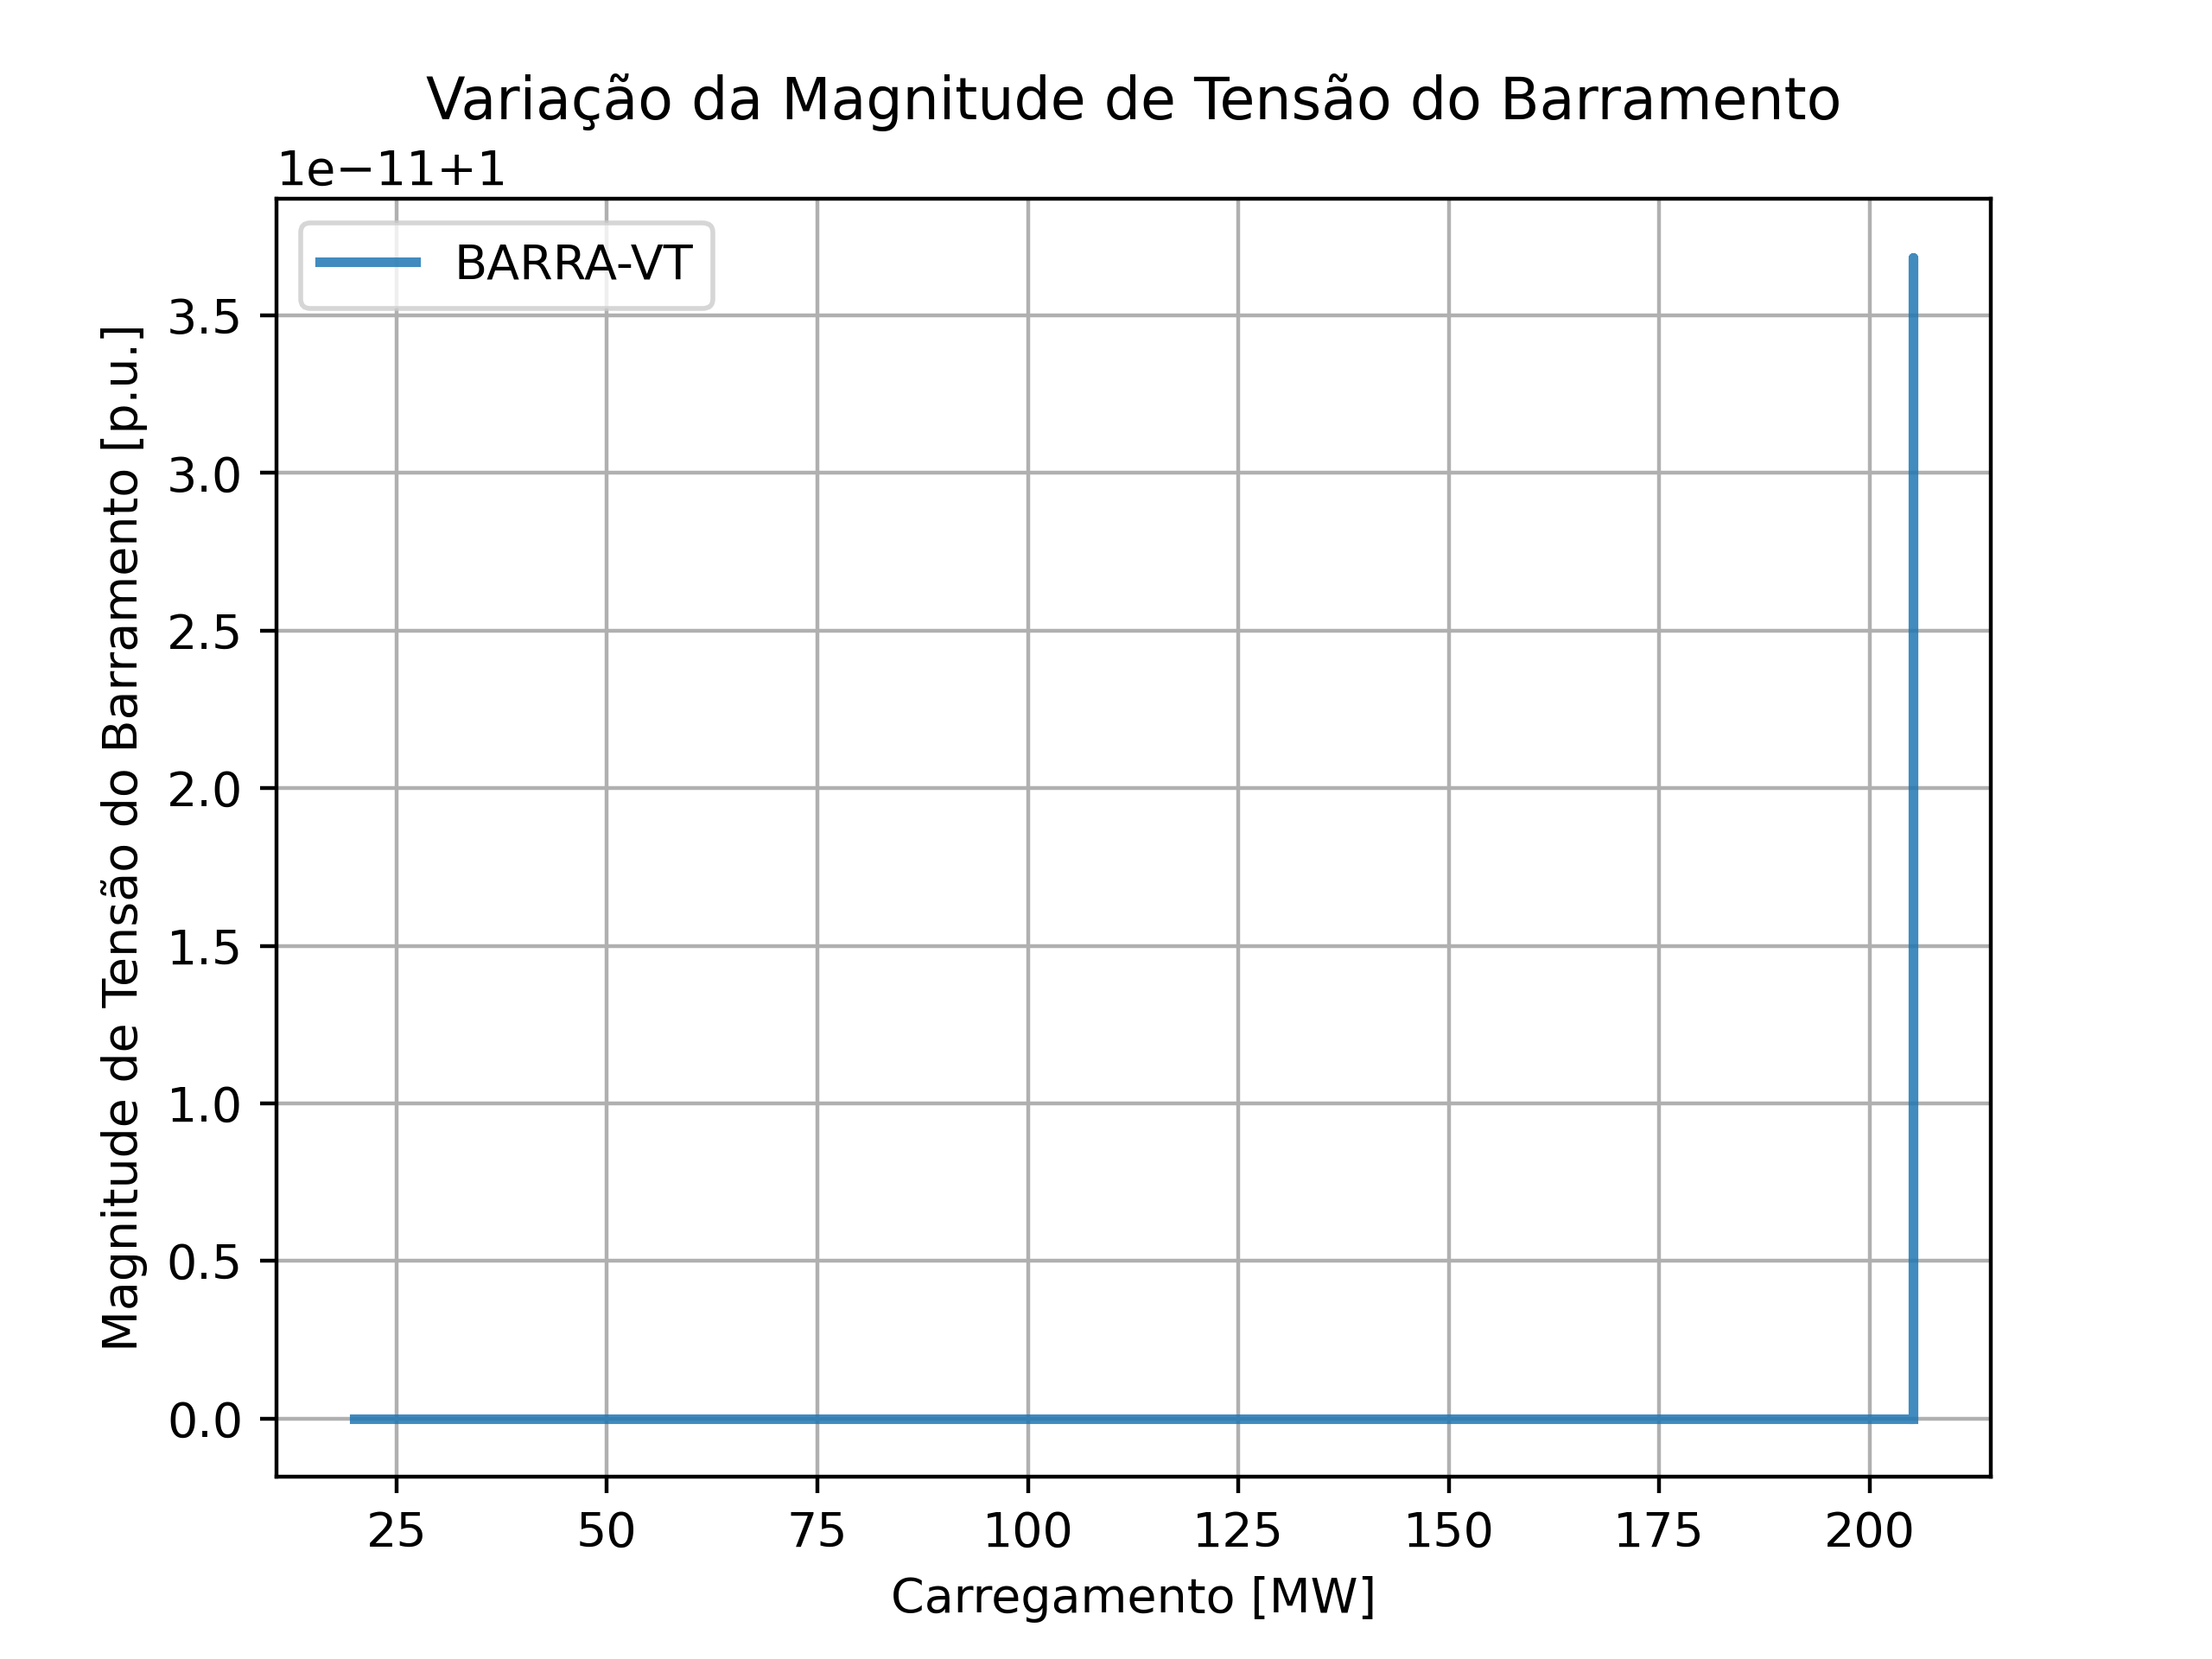 Variação da Magnitude de Tensão do Barramento
1e−11+1
BARRA-VT
Magnitude de Tensão do Barramento [p.u.]
3.5
3.0
2.5
2.0
1.5
1.0
0.5
0.0
25 50 75 100 125 150 175 200
Carregamento [MW]